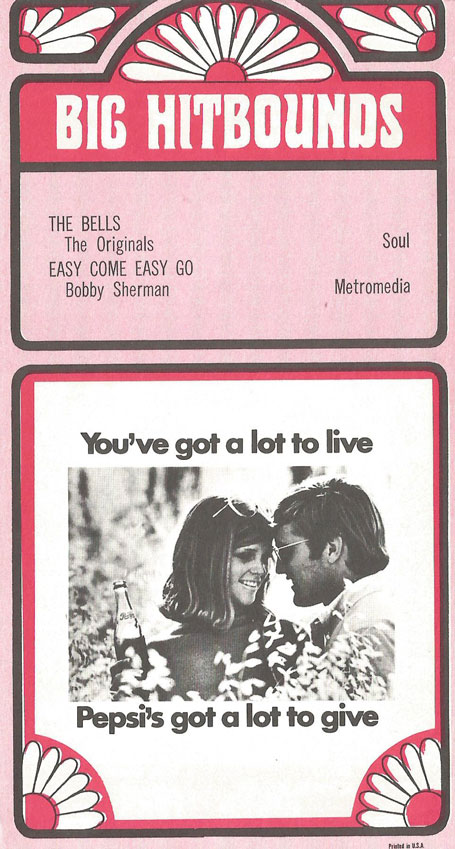 BIG HITBOUNDS
THE BELLS
The Originals Soul
EASY COME EASY GO
Bobby Sherman Metromedia
You've got a lot to live
Pepsi's got a lot to give
Printed in U.S.A.